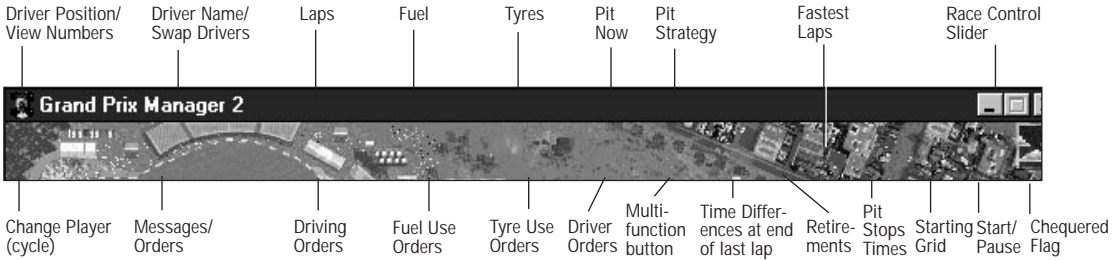 Driver Position/
View Numbers
Driver Name/
Swap Drivers
Laps
Fuel
Tyres
Pit
Now
Pit
Strategy
Fastest
Laps
Race Control
Slider
Grand Prix Manager 2
Change Player
(cycle)
Messages/
Orders
Driving
Orders
Fuel Use
Orders
Tyre Use
Orders
Driver
Orders
Multi-
function
button
Time Differ-
ences at end
of last lap
Retire-
ments
Pit
Stops
Times
Starting
Grid
Start/
Pause
Chequered
Flag